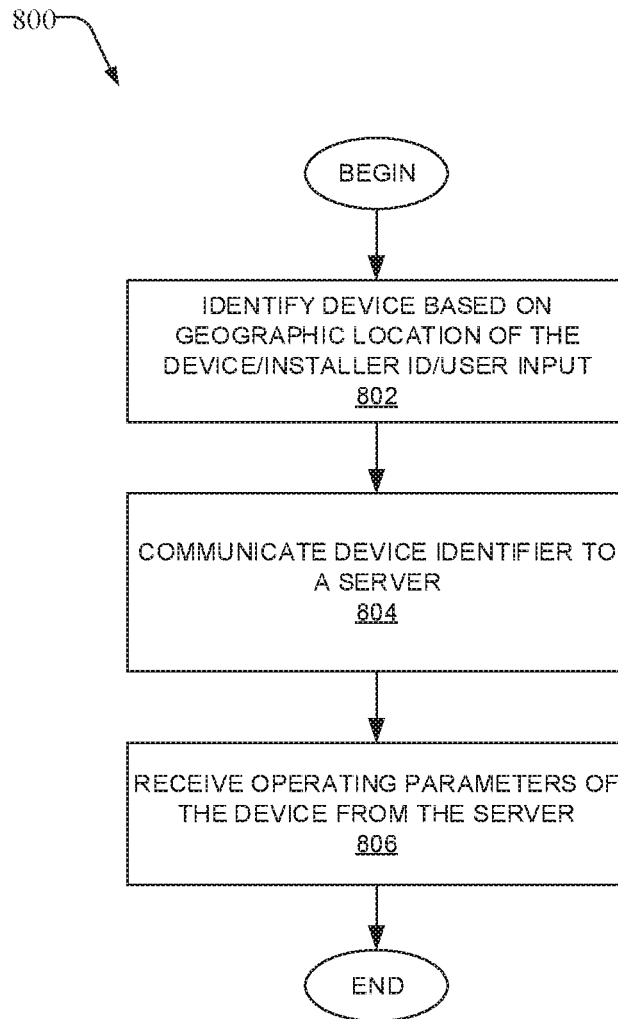 800
BEGIN
IDENTIFY DEVICE BASED ON
GEOGRAPHIC LOCATION OF THE
DEVICE/INSTALLER ID/USER INPUT
802
COMMUNICATE DEVICE IDENTIFIER TO
A SERVER
804
RECEIVE OPERATING PARAMETERS OF
THE DEVICE FROM THE SERVER
806
END